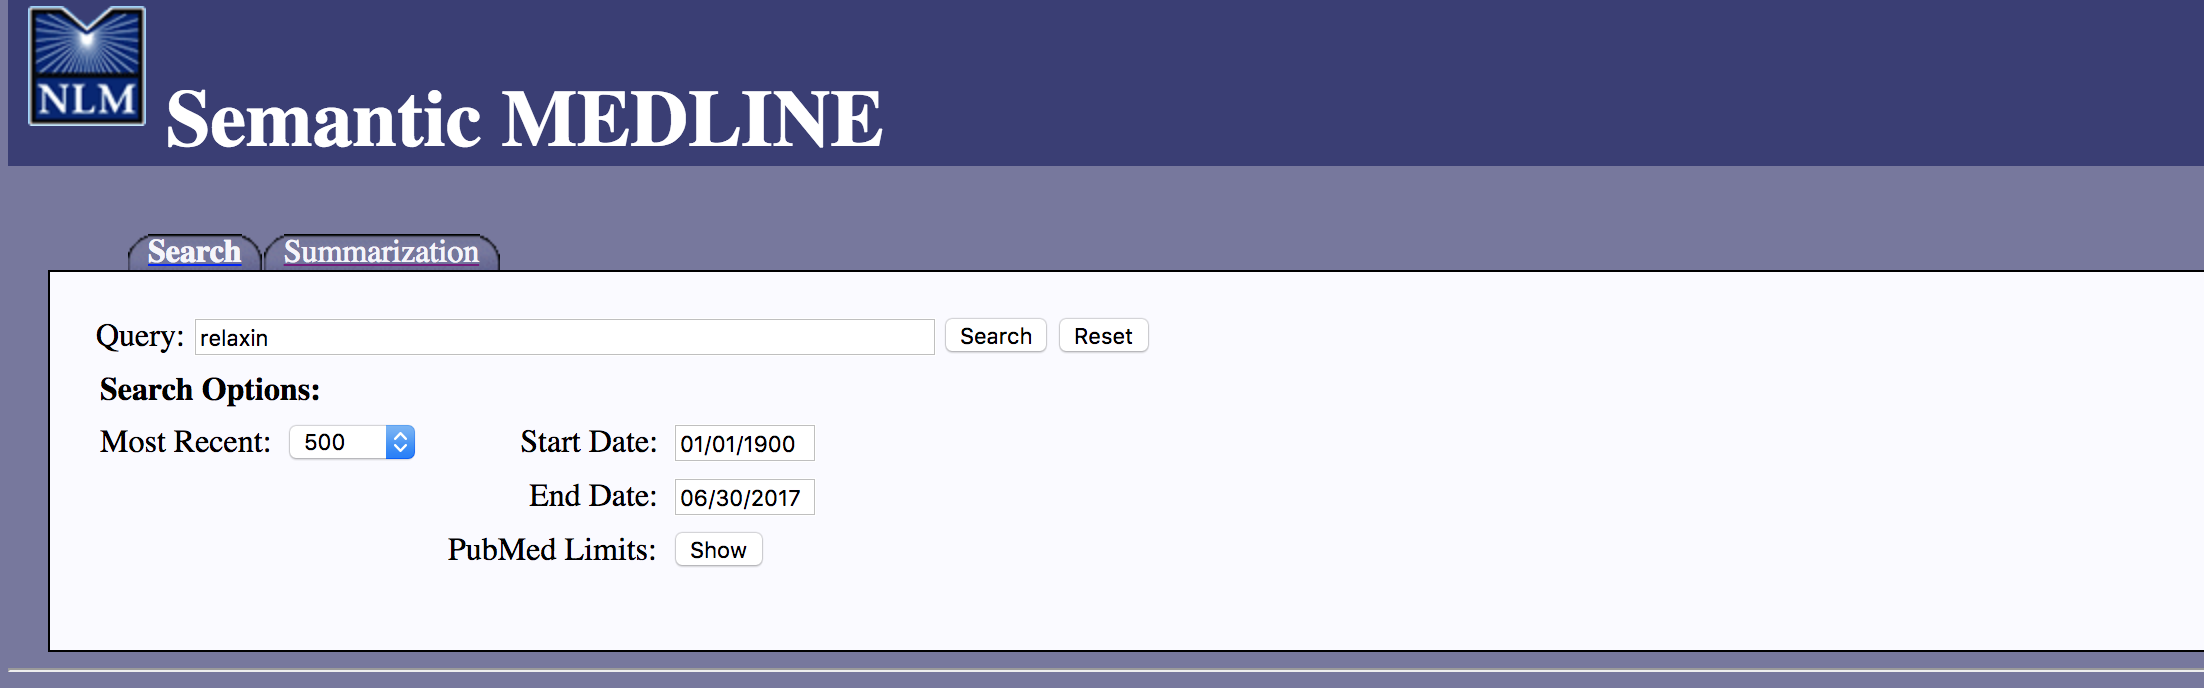 NLM
Semantic MEDLINE
Search Summarization
Query: relaxin Search Reset
Search Options:
Most Recent: 500 Start Date: 01/01/1900
End Date: 06/30/2017
PubMed Limits: Show